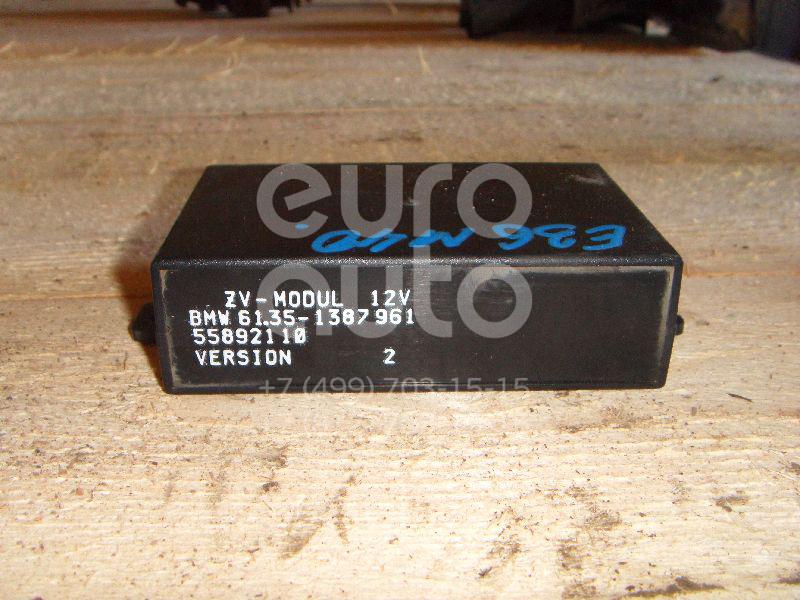 euro
auto
E36 M40.
ZV-MODUL 12V
BMW 61.35-1387961
55892110
VERSION 2
+7 (499) 703-15-15